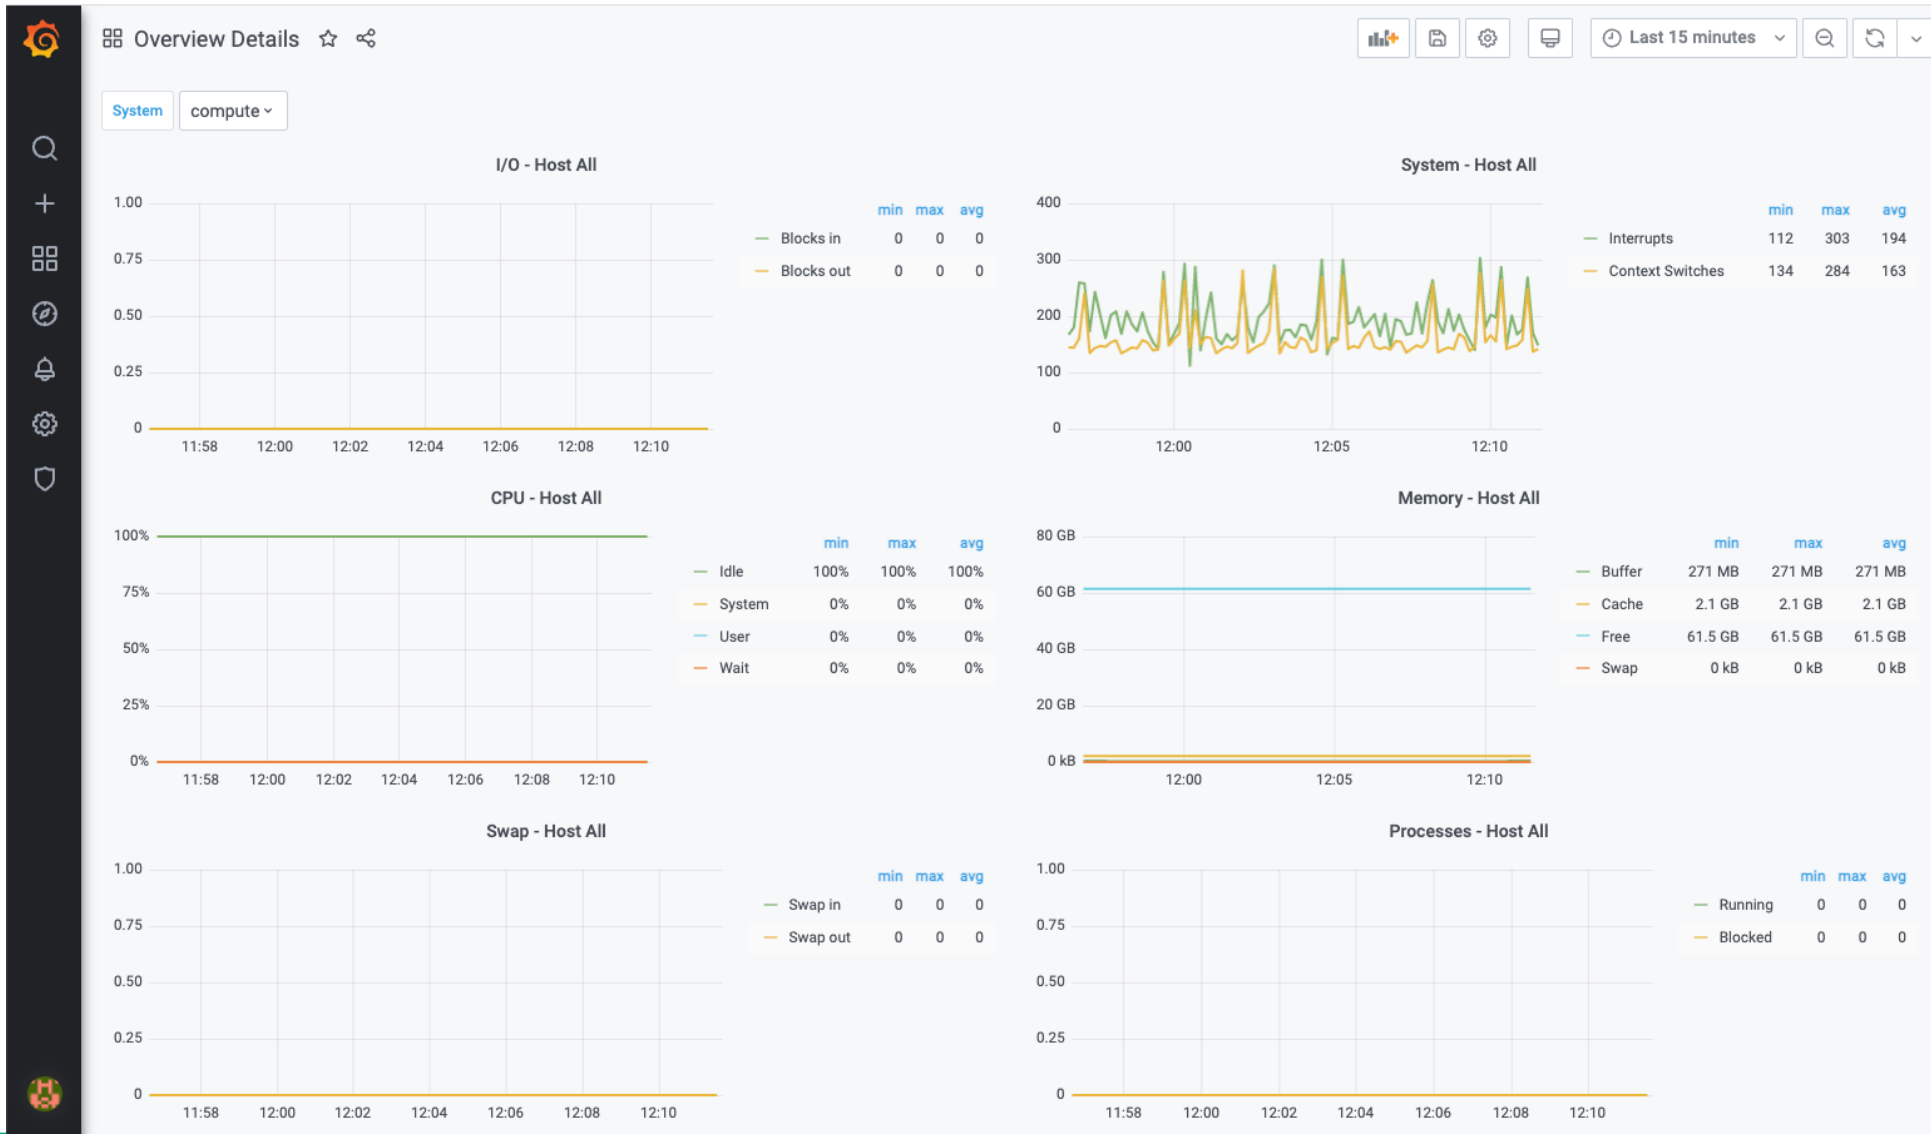 Overview Details
Last 15 minutes
System compute
I/O - Host All
1.00
0.75
0.50
0.25
0
11:58 12:00 12:02 12:04 12:06 12:08 12:10
min max avg
Blocks in 0 0 0
Blocks out 0 0 0
System - Host All
400
300
200
100
0
12:00 12:05 12:10
min max avg
Interrupts 112 303 194
Context Switches 134 284 163
CPU - Host All
100%
75%
50%
25%
0%
11:58 12:00 12:02 12:04 12:06 12:08 12:10
min max avg
Idle 100% 100% 100%
System 0% 0% 0%
User 0% 0% 0%
Wait 0% 0% 0%
Memory - Host All
80 GB
60 GB
40 GB
20 GB
0 kB
12:00 12:05 12:10
min max avg
Buffer 271 MB 271 MB 271 MB
Cache 2.1 GB 2.1 GB 2.1 GB
Free 61.5 GB 61.5 GB 61.5 GB
Swap 0 kB 0 kB 0 kB
Swap - Host All
1.00
0.75
0.50
0.25
0
11:58 12:00 12:02 12:04 12:06 12:08 12:10
min max avg
Swap in 0 0 0
Swap out 0 0 0
Processes - Host All
1.00
0.75
0.50
0.25
0
11:58 12:00 12:02 12:04 12:06 12:08 12:10
min max avg
Running 0 0 0
Blocked 0 0 0